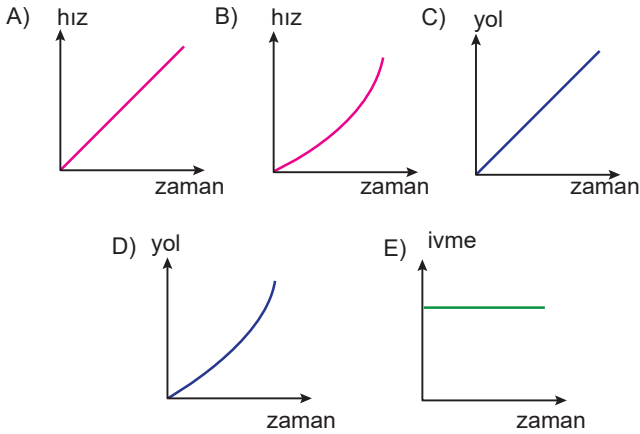 A) hız
zaman
B) hız
zaman
C) yol
zaman
D) yol
zaman
E) ivme
zaman